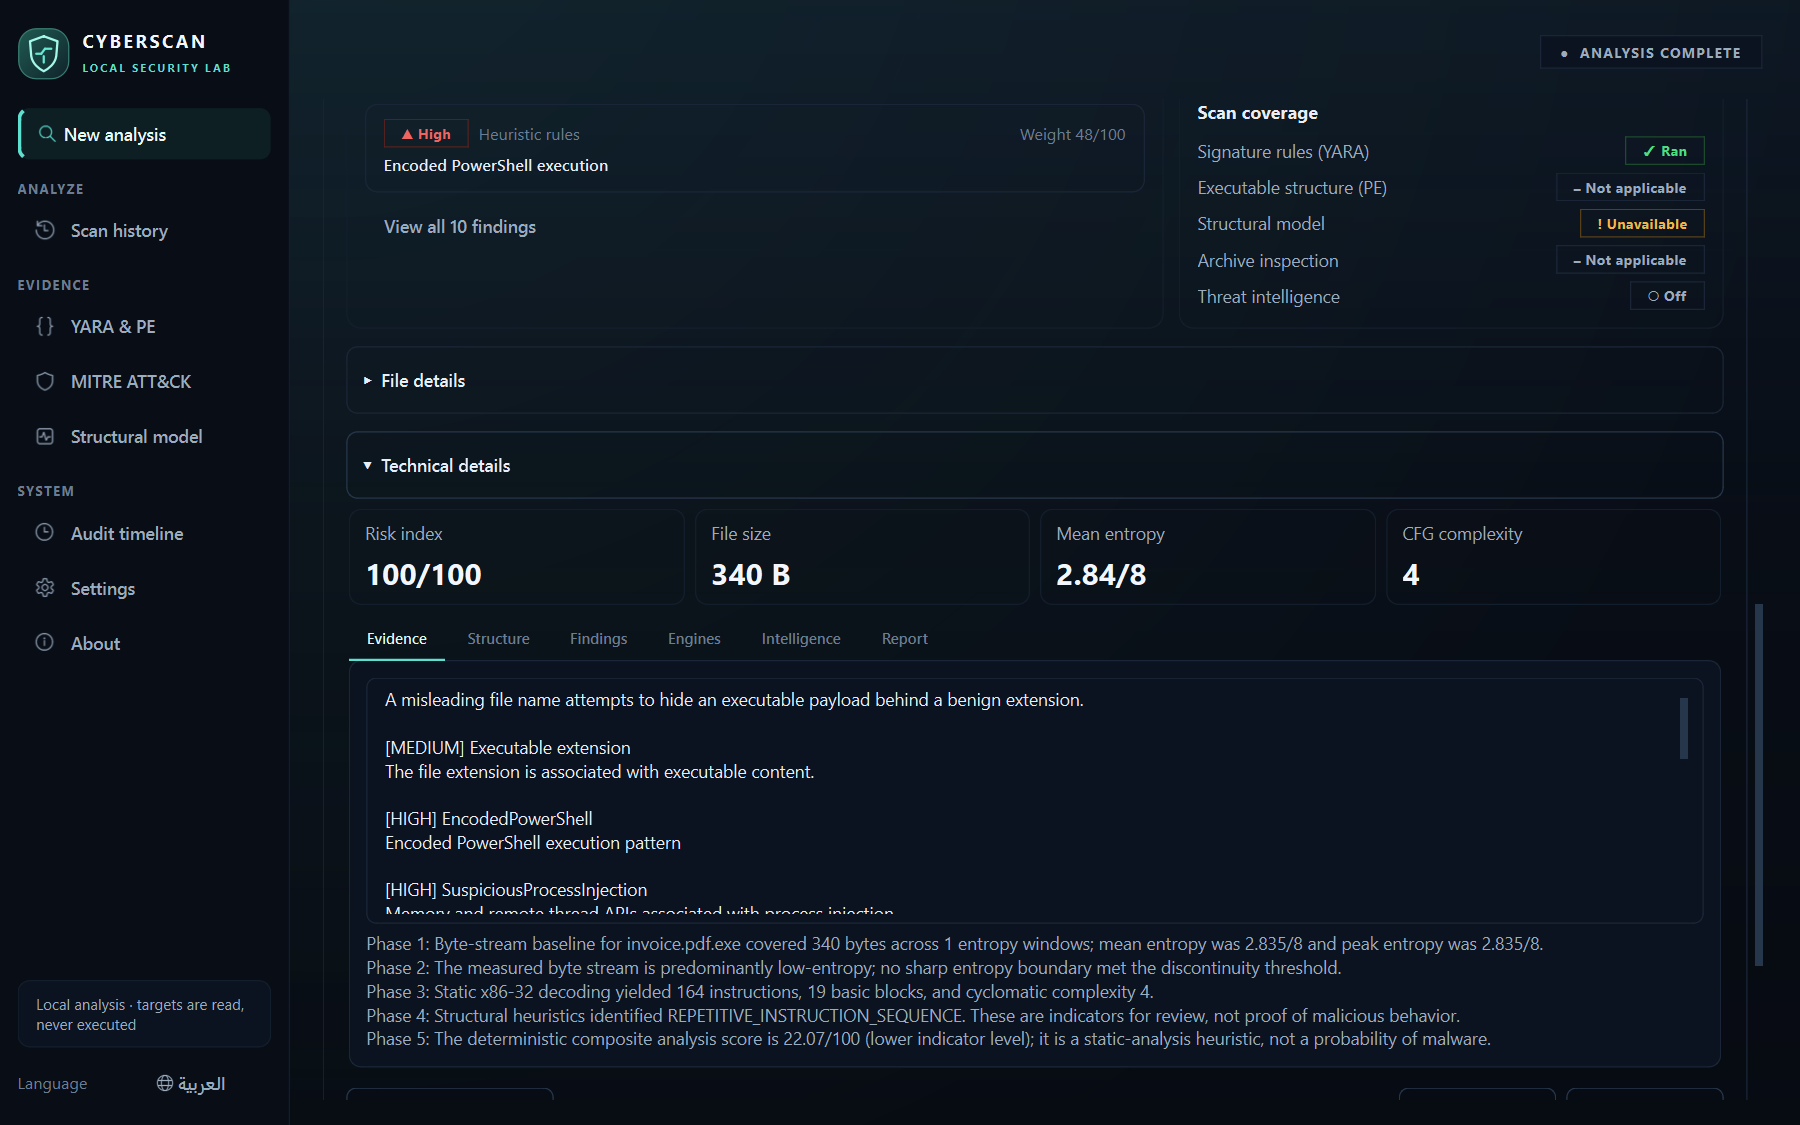 CYBERSCAN
LOCAL SECURITY LAB
New analysis
ANALYZE
Scan history
EVIDENCE
YARA & PE
MITRE ATT&CK
Structural model
SYSTEM
Audit timeline
Settings
About
Local analysis · targets are read,
never executed
Language
العربية
● ANALYSIS COMPLETE
▲ High
Heuristic rules
Weight 48/100
Encoded PowerShell execution
View all 10 findings
Scan coverage
Signature rules (YARA)
✓ Ran
Executable structure (PE)
– Not applicable
Structural model
! Unavailable
Archive inspection
– Not applicable
Threat intelligence
○ Off
▸ File details
▾ Technical details
Risk index
100/100
File size
340 B
Mean entropy
2.84/8
CFG complexity
4
Evidence
Structure
Findings
Engines
Intelligence
Report
A misleading file name attempts to hide an executable payload behind a benign extension.
[MEDIUM] Executable extension
The file extension is associated with executable content.
[HIGH] EncodedPowerShell
Encoded PowerShell execution pattern
[HIGH] SuspiciousProcessInjection
Memory and remote thread APIs associated with process injection
Phase 1: Byte-stream baseline for invoice.pdf.exe covered 340 bytes across 1 entropy windows; mean entropy was 2.835/8 and peak entropy was 2.835/8.
Phase 2: The measured byte stream is predominantly low-entropy; no sharp entropy boundary met the discontinuity threshold.
Phase 3: Static x86-32 decoding yielded 164 instructions, 19 basic blocks, and cyclomatic complexity 4.
Phase 4: Structural heuristics identified REPETITIVE_INSTRUCTION_SEQUENCE. These are indicators for review, not proof of malicious behavior.
Phase 5: The deterministic composite analysis score is 22.07/100 (lower indicator level); it is a static-analysis heuristic, not a probability of malware.